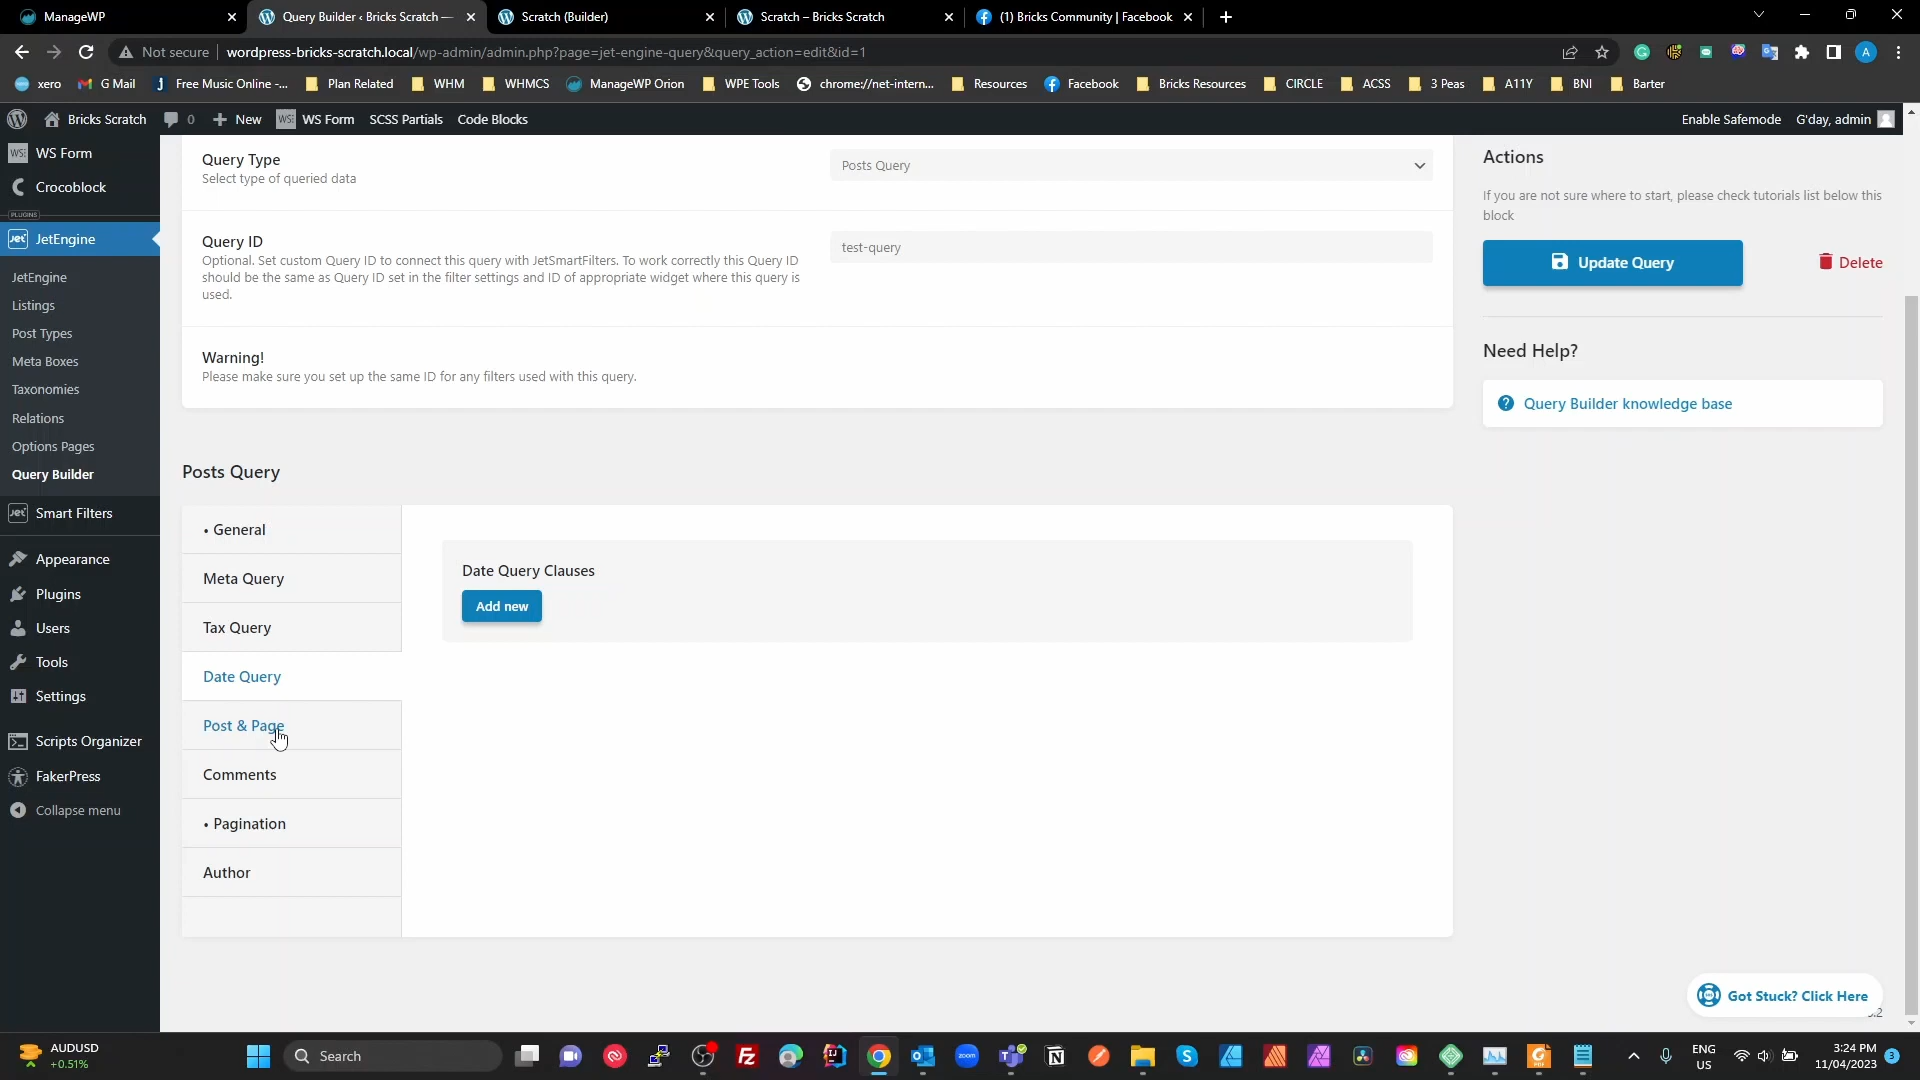 ManageWP
Query Builder ‹ Bricks Scratch —
Scratch (Builder)
Scratch – Bricks Scratch
(1) Bricks Community | Facebook
Not secure
wordpress-bricks-scratch.local/wp-admin/admin.php?page=jet-engine-query&query_action=edit&id=1
xero
G Mail
Free Music Online -...
Plan Related
WHM
WHMCS
ManageWP Orion
WPE Tools
chrome://net-intern...
Resources
Facebook
Bricks Resources
CIRCLE
ACSS
3 Peas
A11Y
BNI
Barter
Bricks Scratch
0
New
WS Form
SCSS Partials
Code Blocks
Enable Safemode
G'day, admin
WS Form
Crocoblock
PLUGINS
JetEngine
JetEngine
Listings
Post Types
Meta Boxes
Taxonomies
Relations
Options Pages
Query Builder
Smart Filters
Appearance
Plugins
Users
Tools
Settings
Scripts Organizer
FakerPress
Collapse menu
Query Type
Select type of queried data
Posts Query
Query ID
Optional. Set custom Query ID to connect this query with JetSmartFilters. To work correctly this Query ID
should be the same as Query ID set in the filter settings and ID of appropriate widget where this query is
used.
test-query
Warning!
Please make sure you set up the same ID for any filters used with this query.
Posts Query
• General
Meta Query
Tax Query
Date Query
Post & Page
Comments
• Pagination
Author
Date Query Clauses
Add new
Actions
If you are not sure where to start, please check tutorials list below this
block
Update Query
Delete
Need Help?
Query Builder knowledge base
Got Stuck? Click Here
AUDUSD
+0.51%
Search
zoom
ENG
US
3:24 PM
11/04/2023
3